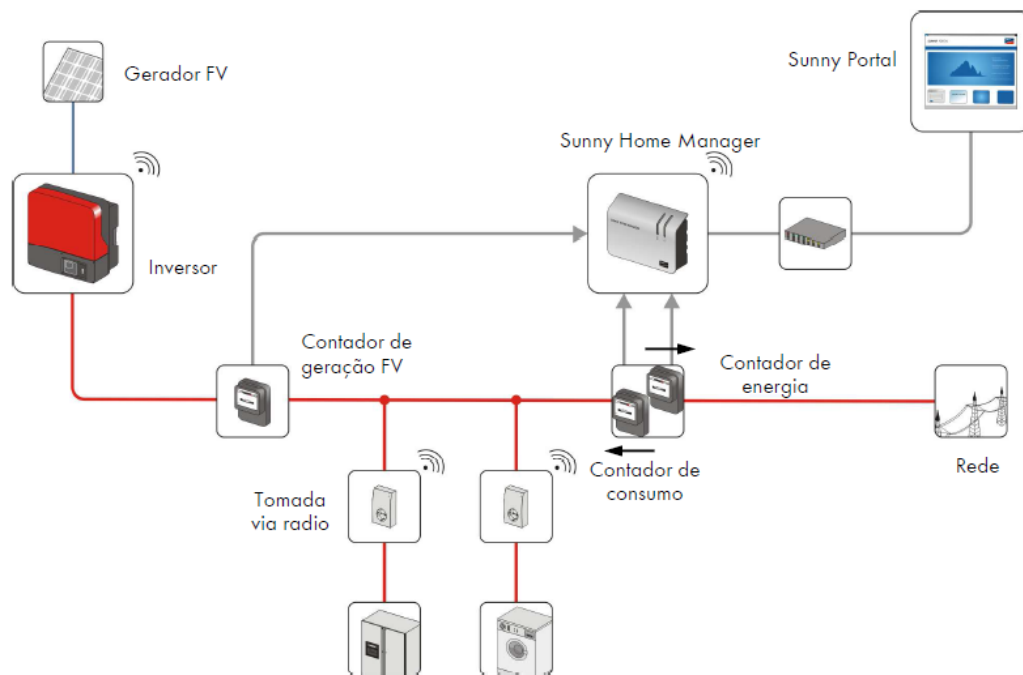 Gerador FV
Sunny Portal
Sunny Home Manager
Inversor
Contador de
geração FV
Contador de
energia
Contador de
consumo
Rede
Tomada
via radio